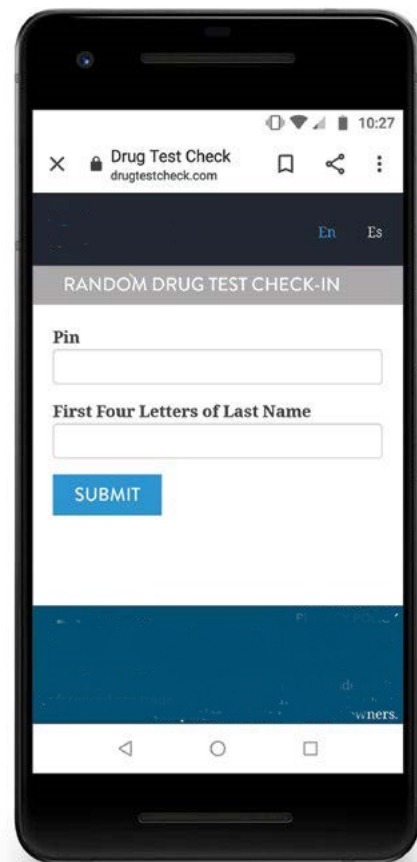 10:27
Drug Test Check
drugtestcheck.com
En Es
RANDOM DRUG TEST CHECK-IN
Pin
First Four Letters of Last Name
SUBMIT